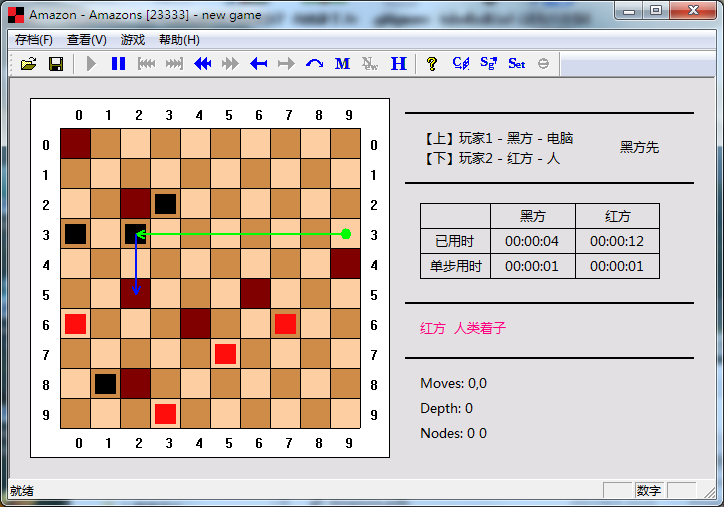 Amazon - Amazons [23333] - new game
存档(F) 查看(V) 游戏 帮助(H)
M New H ? Set
0 1 2 3 4 5 6 7 8 9
0 0
1 1
2 2
3 3
4 4
5 5
6 6
7 7
8 8
9 9
0 1 2 3 4 5 6 7 8 9
【上】玩家1 - 黑方 - 电脑
【下】玩家2 - 红方 - 人
黑方先
黑方 红方
已用时 00:00:04 00:00:12
单步用时 00:00:01 00:00:01
红方 人类着子
Moves: 0,0
Depth: 0
Nodes: 0 0
就绪 数字